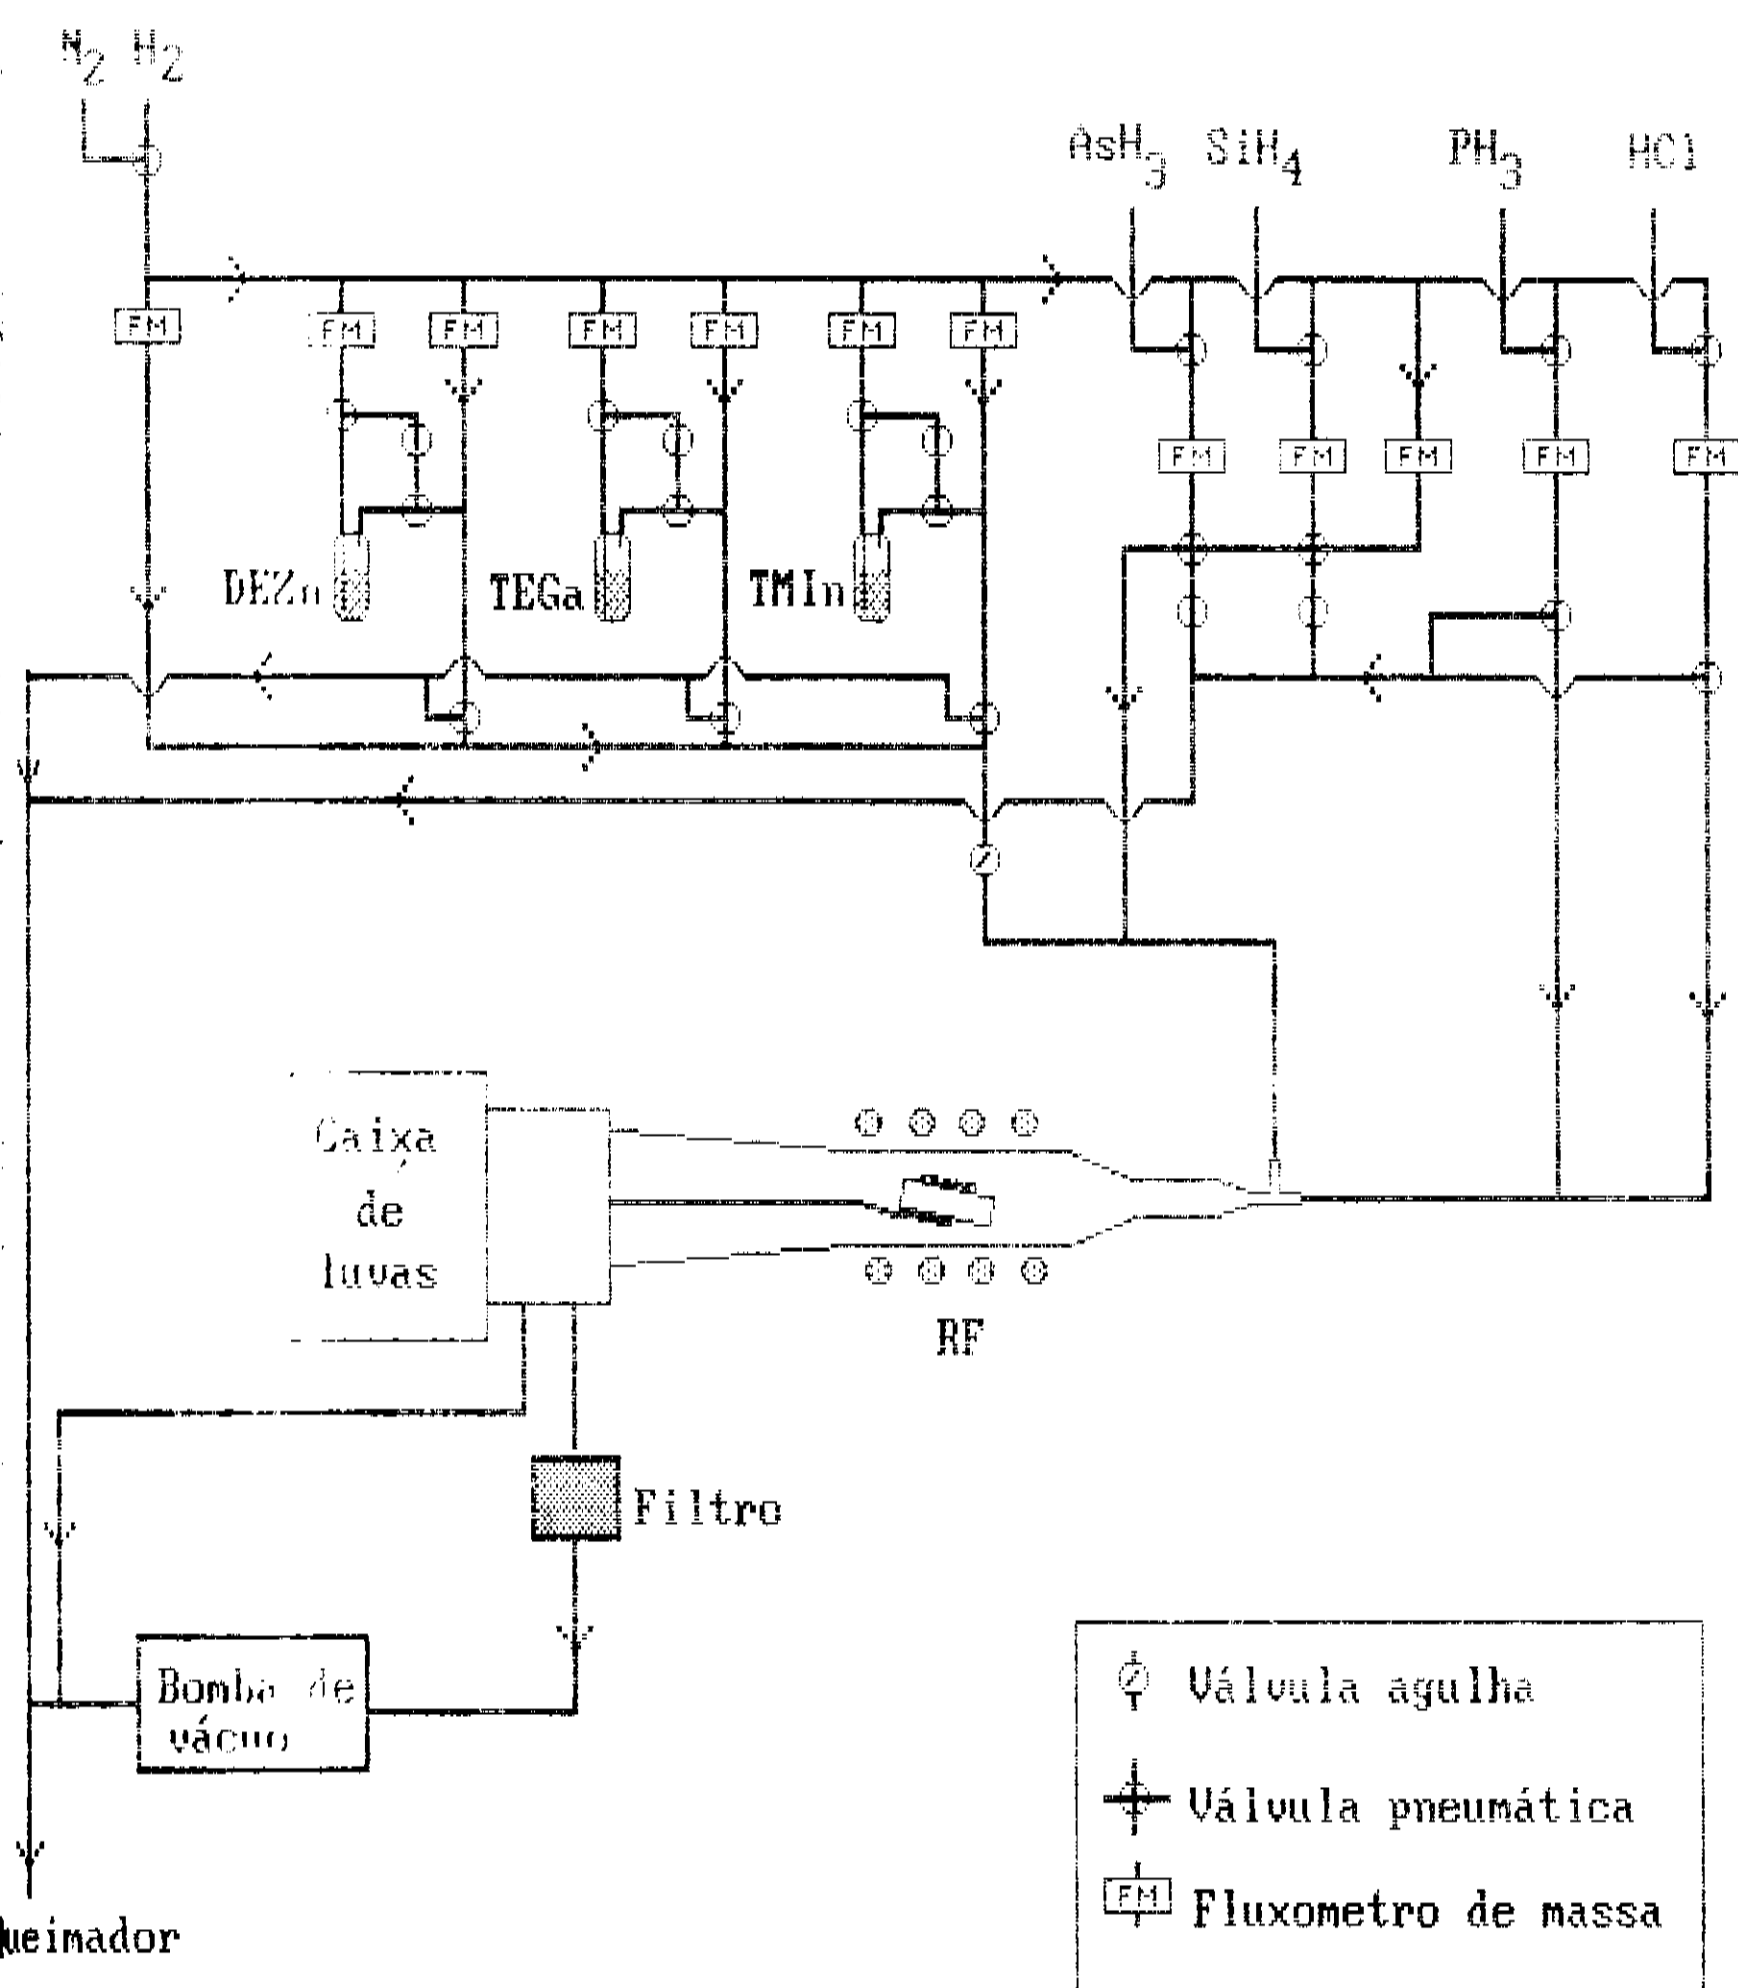 N2 H2
AsH3 SiH4 PH3 HCl
FM FM FM FM FM FM FM
FM FM FM FM FM
DEZn TEGa TMIn
Caixa
de
luvas
RF
Filtro
Bomba de
vácuo
Válvula agulha
Válvula pneumática
FM Fluxometro de massa
ueimador